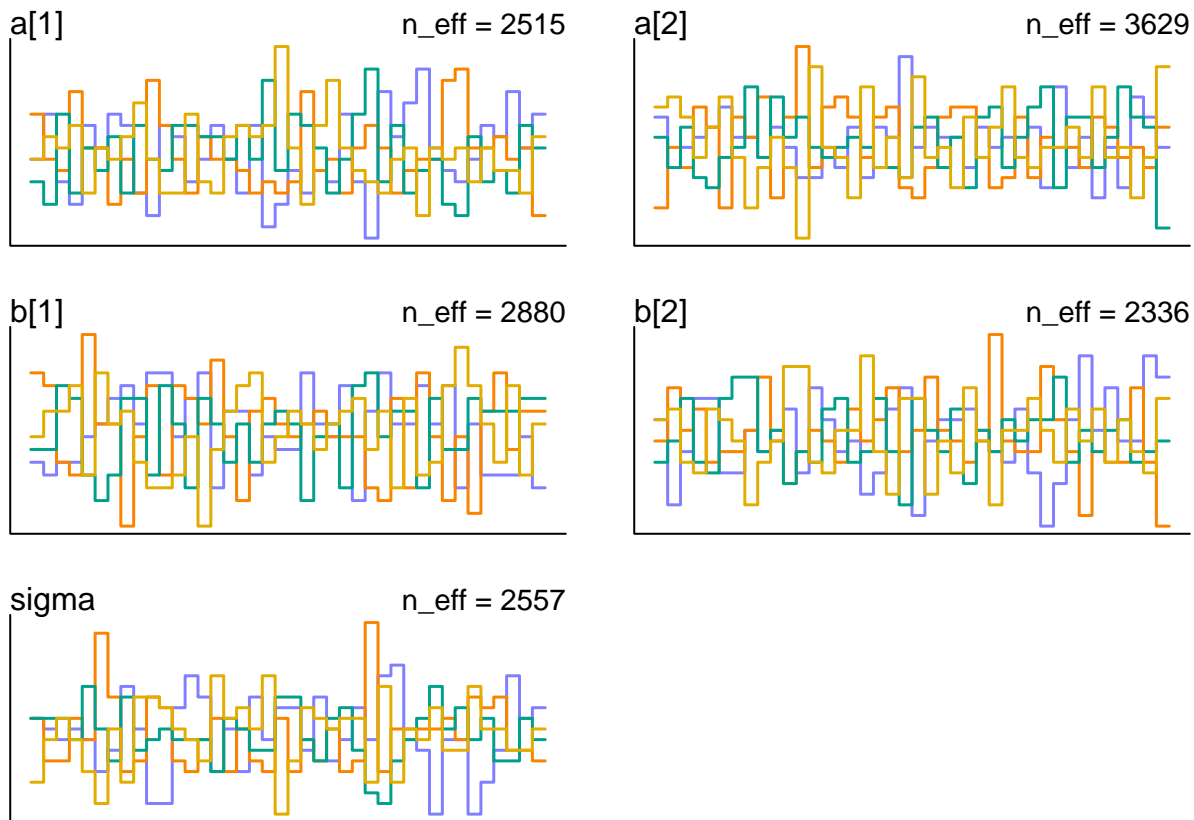 a[1] n_eff = 2515
a[2] n_eff = 3629
b[1] n_eff = 2880
b[2] n_eff = 2336
sigma n_eff = 2557